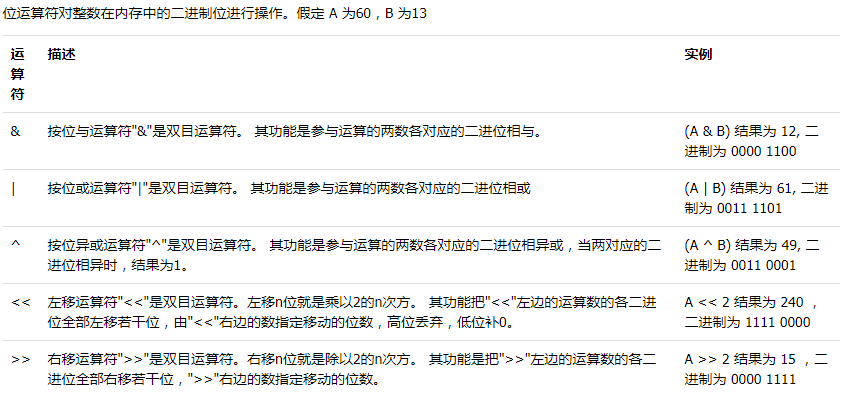 位运算符对整数在内存中的二进制位进行操作。假定 A 为60，B 为13
运算符 描述 实例
& 按位与运算符"&"是双目运算符。 其功能是参与运算的两数各对应的二进位相与。 (A & B) 结果为 12, 二进制为 0000 1100
| 按位或运算符"|"是双目运算符。 其功能是参与运算的两数各对应的二进位相或 (A | B) 结果为 61, 二进制为 0011 1101
^ 按位异或运算符"^"是双目运算符。 其功能是参与运算的两数各对应的二进位相异或，当两对应的二进位相异时，结果为1。 (A ^ B) 结果为 49, 二进制为 0011 0001
<< 左移运算符"<<"是双目运算符。左移n位就是乘以2的n次方。 其功能把"<<"左边的运算数的各二进位全部左移若干位，由"<<"右边的数指定移动的位数，高位丢弃，低位补0。 A << 2 结果为 240 ，二进制为 1111 0000
>> 右移运算符">>"是双目运算符。右移n位就是除以2的n次方。 其功能是把">>"左边的运算数的各二进位全部右移若干位，">>"右边的数指定移动的位数。 A >> 2 结果为 15 ，二进制为 0000 1111